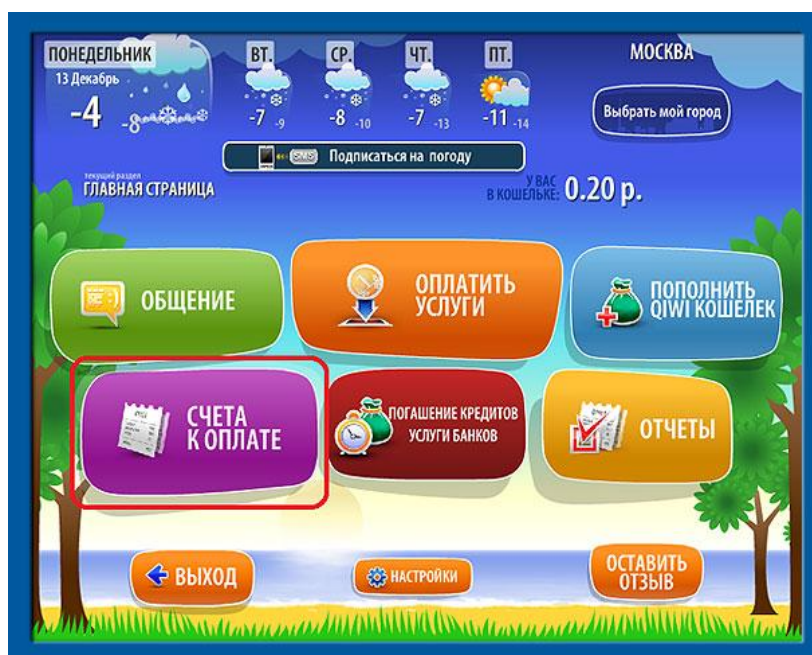 ПОНЕДЕЛЬНИК
13 Декабрь
-4 -8
ВТ.
-7 -9
СР.
-8 -10
ЧТ.
-7 -13
ПТ.
-11 -14
МОСКВА
Выбрать мой город
SMS Подписаться на погоду
текущий раздел
ГЛАВНАЯ СТРАНИЦА
У ВАС
В КОШЕЛЬКЕ: 0.20 р.
ОБЩЕНИЕ
ОПЛАТИТЬ
УСЛУГИ
ПОПОЛНИТЬ
QIWI КОШЕЛЕК
СЧЕТА
К ОПЛАТЕ
ПОГАШЕНИЕ КРЕДИТОВ
УСЛУГИ БАНКОВ
ОТЧЕТЫ
ВЫХОД
НАСТРОЙКИ
ОСТАВИТЬ
ОТЗЫВ